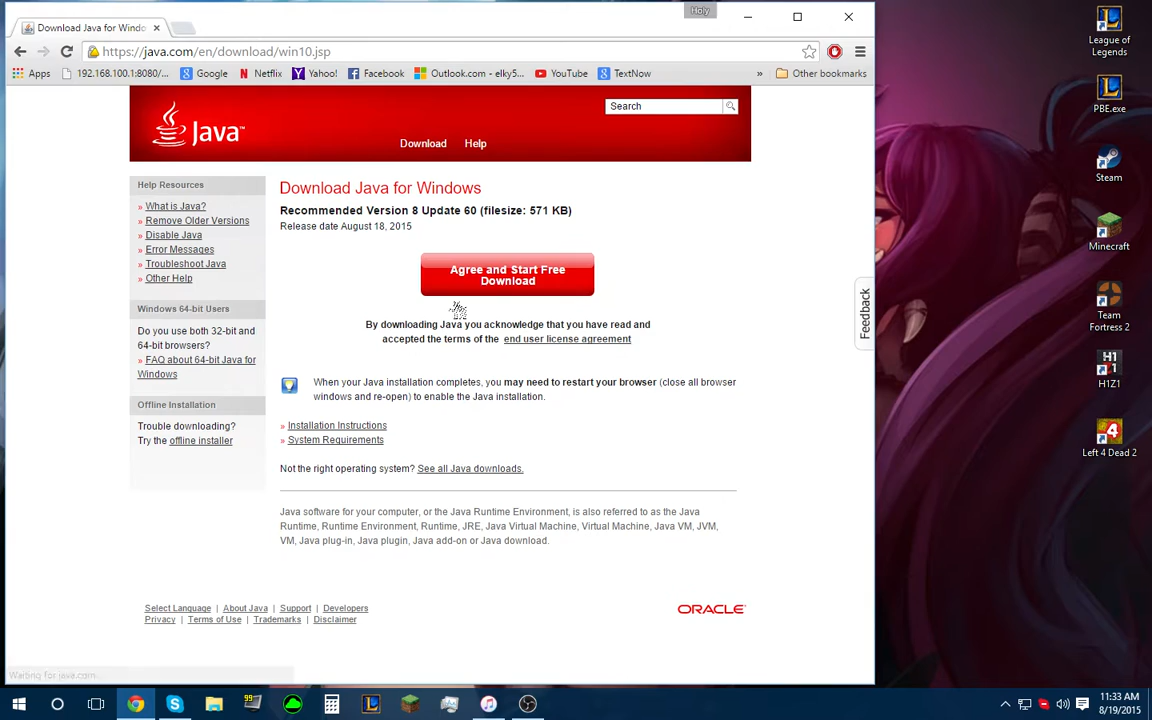 Holy
Download Java for Windo
https://java.com/en/download/win10.jsp
Apps
192.168.100.1:8080/...
Google
Netflix
Yahoo!
Facebook
Outlook.com - elky5...
YouTube
TextNow
»
Other bookmarks
Java™
Search
Download
Help
Help Resources
» What is Java?
» Remove Older Versions
» Disable Java
» Error Messages
» Troubleshoot Java
» Other Help
Windows 64-bit Users
Do you use both 32-bit and
64-bit browsers?
» FAQ about 64-bit Java for
Windows
Offline Installation
Trouble downloading?
Try the offline installer
Download Java for Windows
Recommended Version 8 Update 60 (filesize: 571 KB)
Release date August 18, 2015
Agree and Start Free
Download
By downloading Java you acknowledge that you have read and
accepted the terms of the end user license agreement
When your Java installation completes, you may need to restart your browser (close all browser
windows and re-open) to enable the Java installation.
» Installation Instructions
» System Requirements
Not the right operating system? See all Java downloads.
Java software for your computer, or the Java Runtime Environment, is also referred to as the Java
Runtime, Runtime Environment, Runtime, JRE, Java Virtual Machine, Virtual Machine, Java VM, JVM,
VM, Java plug-in, Java plugin, Java add-on or Java download.
Select Language | About Java | Support | Developers
Privacy | Terms of Use | Trademarks | Disclaimer
ORACLE
Feedback
Waiting for java.com...
League of
Legends
PBE.exe
Steam
Minecraft
Team
Fortress 2
H1
Z1
H1Z1
4
Left 4 Dead 2
99
11:33 AM
8/19/2015